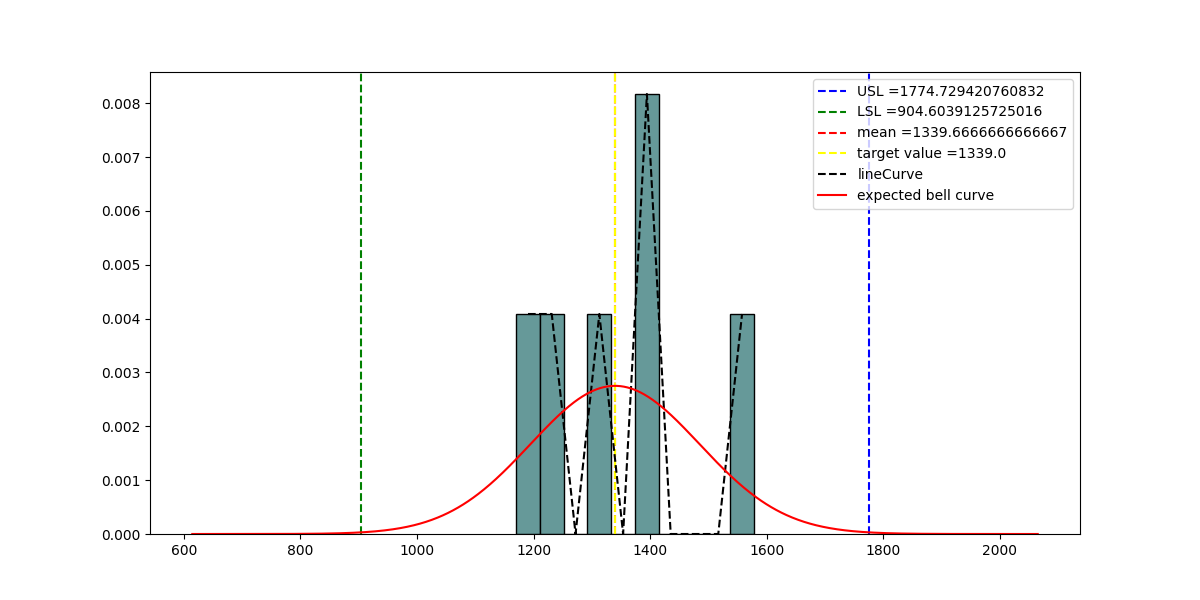 USL =1774.729420760832
LSL =904.6039125725016
mean =1339.6666666666667
target value =1339.0
lineCurve
expected bell curve
0.008
0.007
0.006
0.005
0.004
0.003
0.002
0.001
0.000
600 800 1000 1200 1400 1600 1800 2000